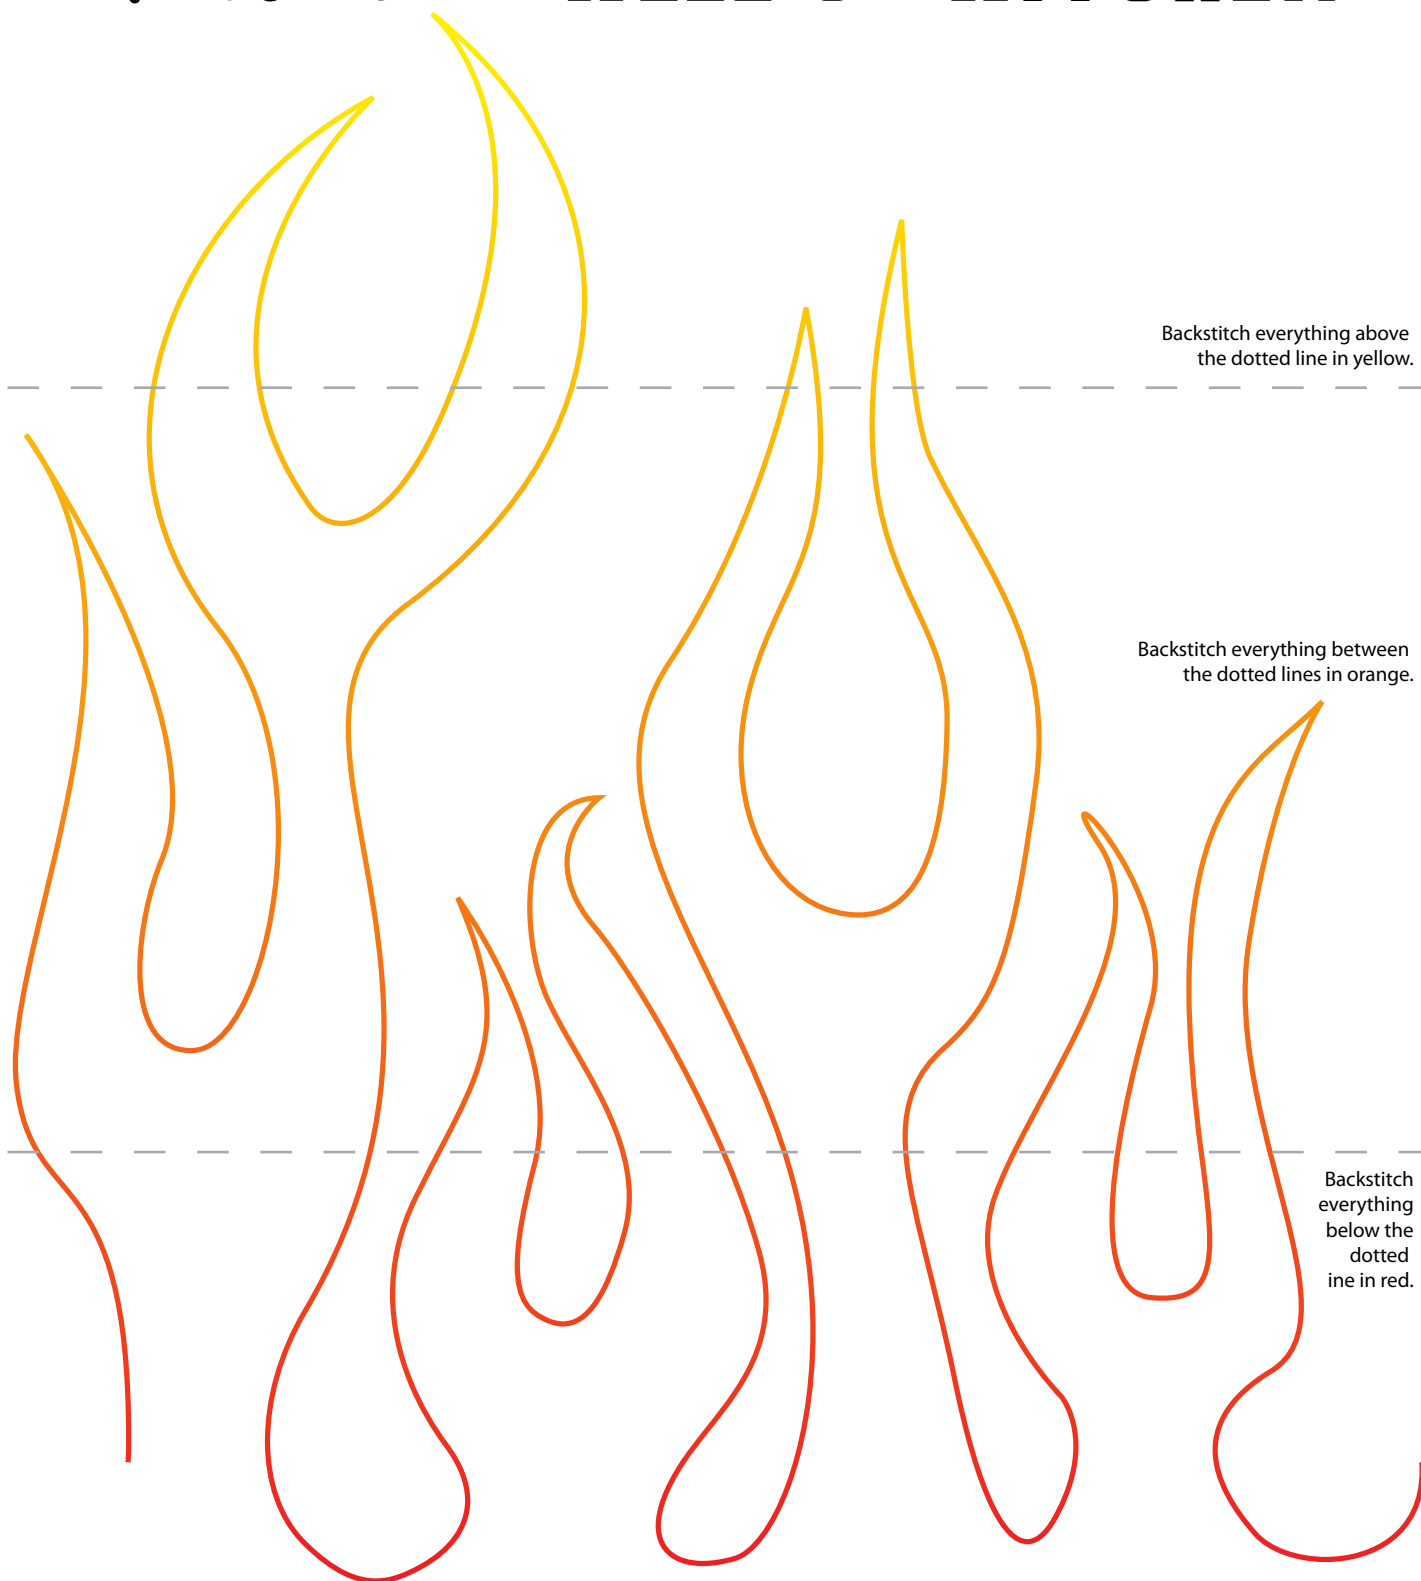 Backstitch everything above
the dotted line in yellow.
Backstitch everything between
the dotted lines in orange.
Backstitch
everything
below the
dotted
ine in red.